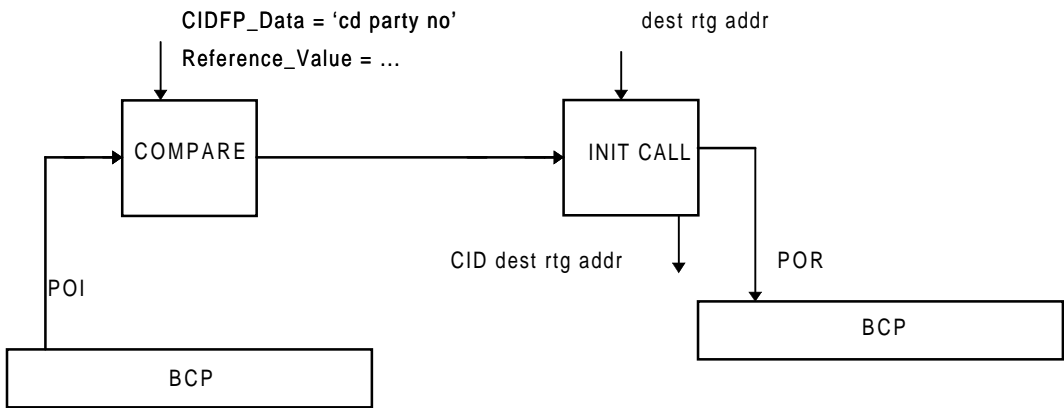 CIDFP_Data = ‘cd party no’
Reference_Value = ...
dest rtg addr
COMPARE
INIT CALL
CID dest rtg addr
POR
POI
BCP
BCP